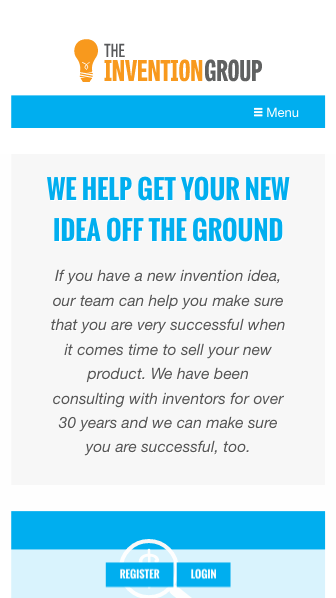 THE
INVENTIONGROUP
Menu
WE HELP GET YOUR NEW
IDEA OFF THE GROUND
If you have a new invention idea,
our team can help you make sure
that you are very successful when
it comes time to sell your new
product. We have been
consulting with inventors for over
30 years and we can make sure
you are successful, too.
REGISTER LOGIN